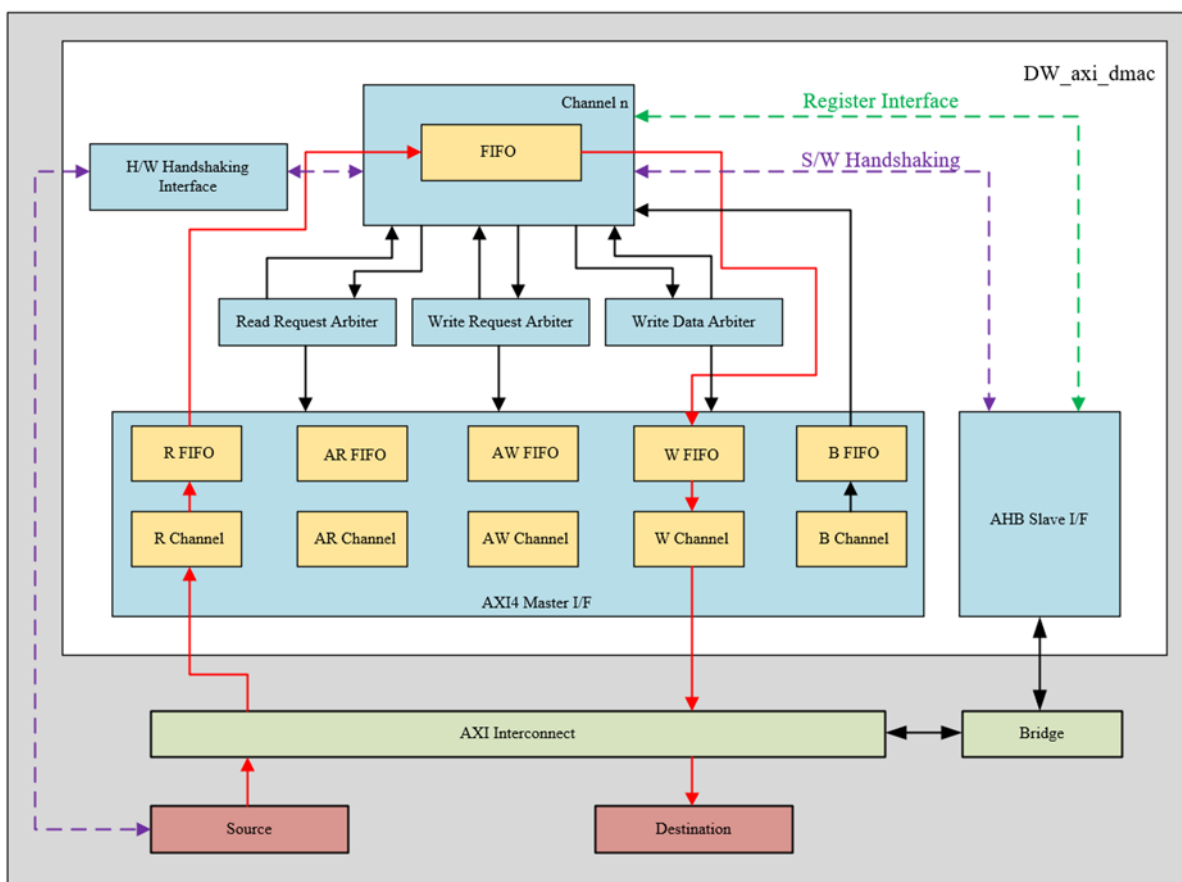 DW_axi_dmac
Channel n
Register Interface
FIFO
S/W Handshaking
H/W Handshaking
Interface
Read Request Arbiter
Write Request Arbiter
Write Data Arbiter
R FIFO
AR FIFO
AW FIFO
W FIFO
B FIFO
R Channel
AR Channel
AW Channel
W Channel
B Channel
AHB Slave I/F
AXI4 Master I/F
AXI Interconnect
Bridge
Source
Destination